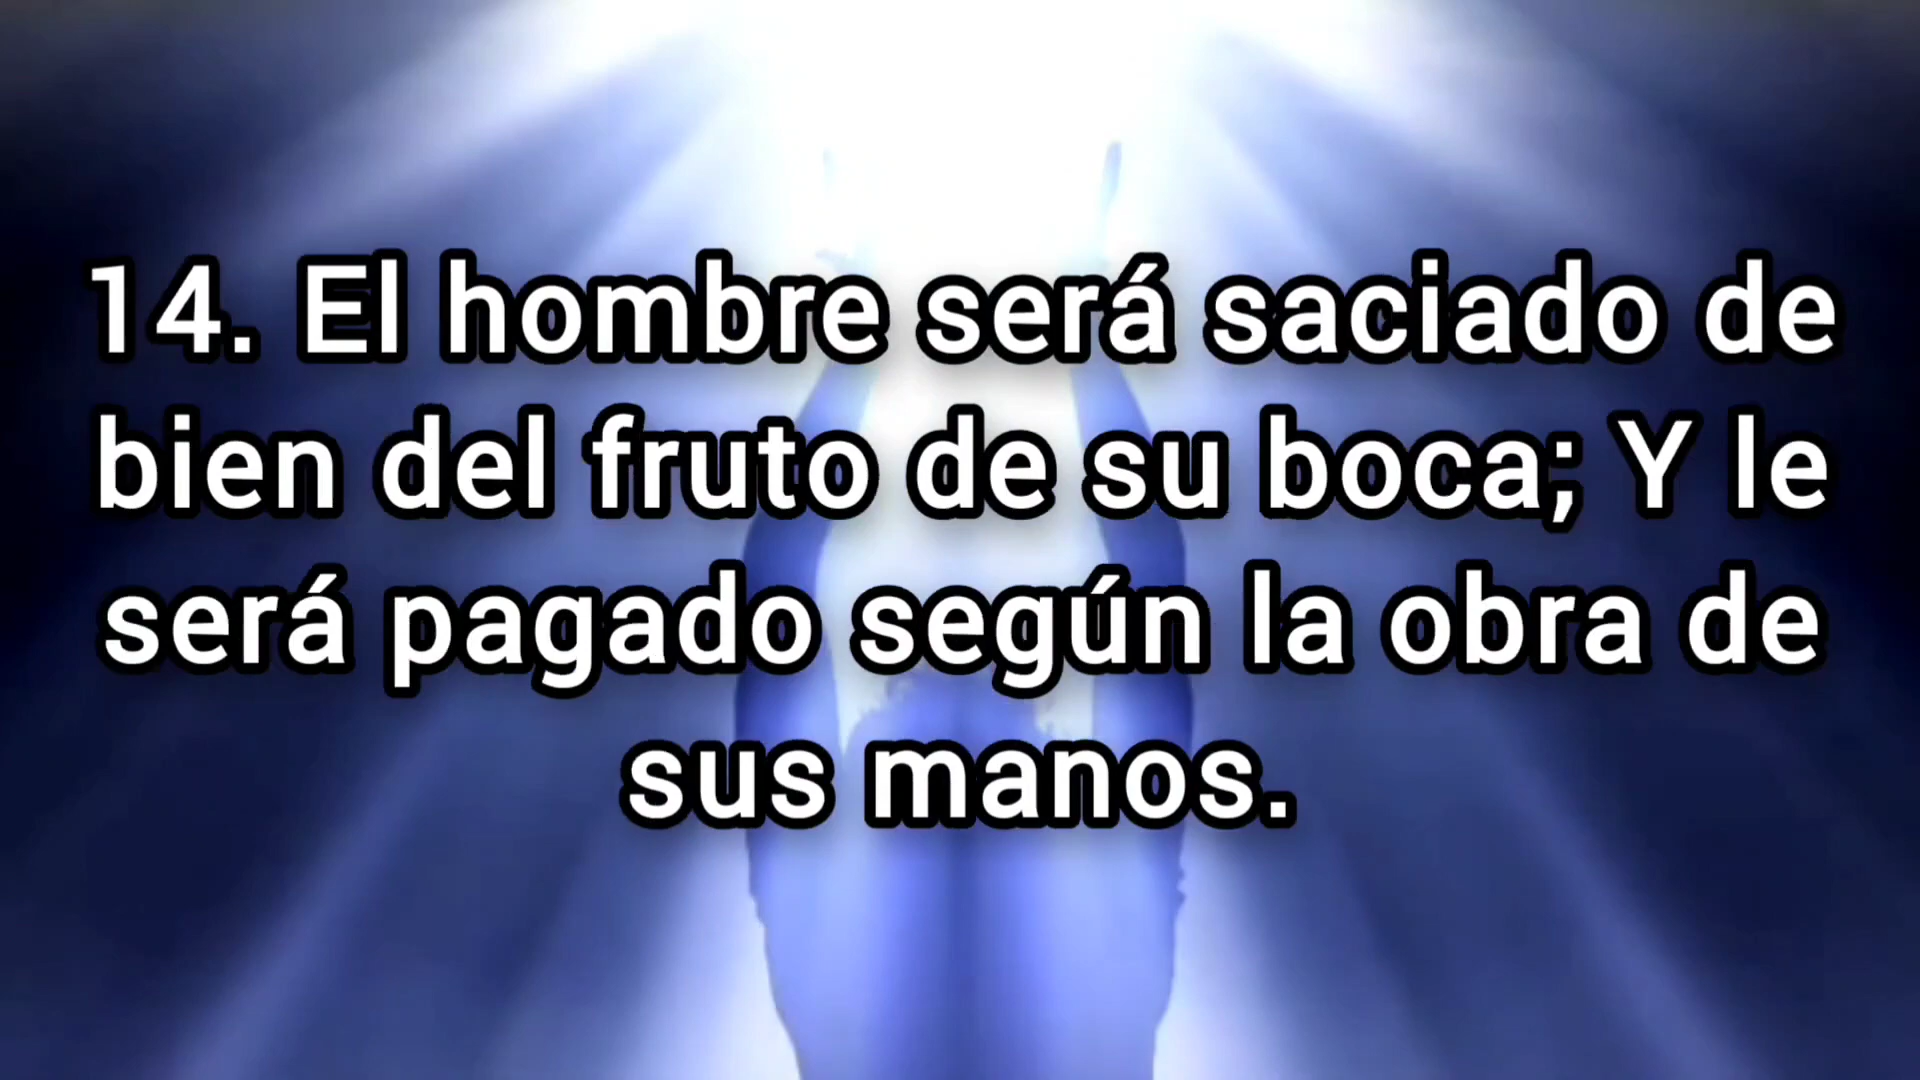 14. El hombre será saciado de
bien del fruto de su boca; Y le
será pagado según la obra de
sus manos.